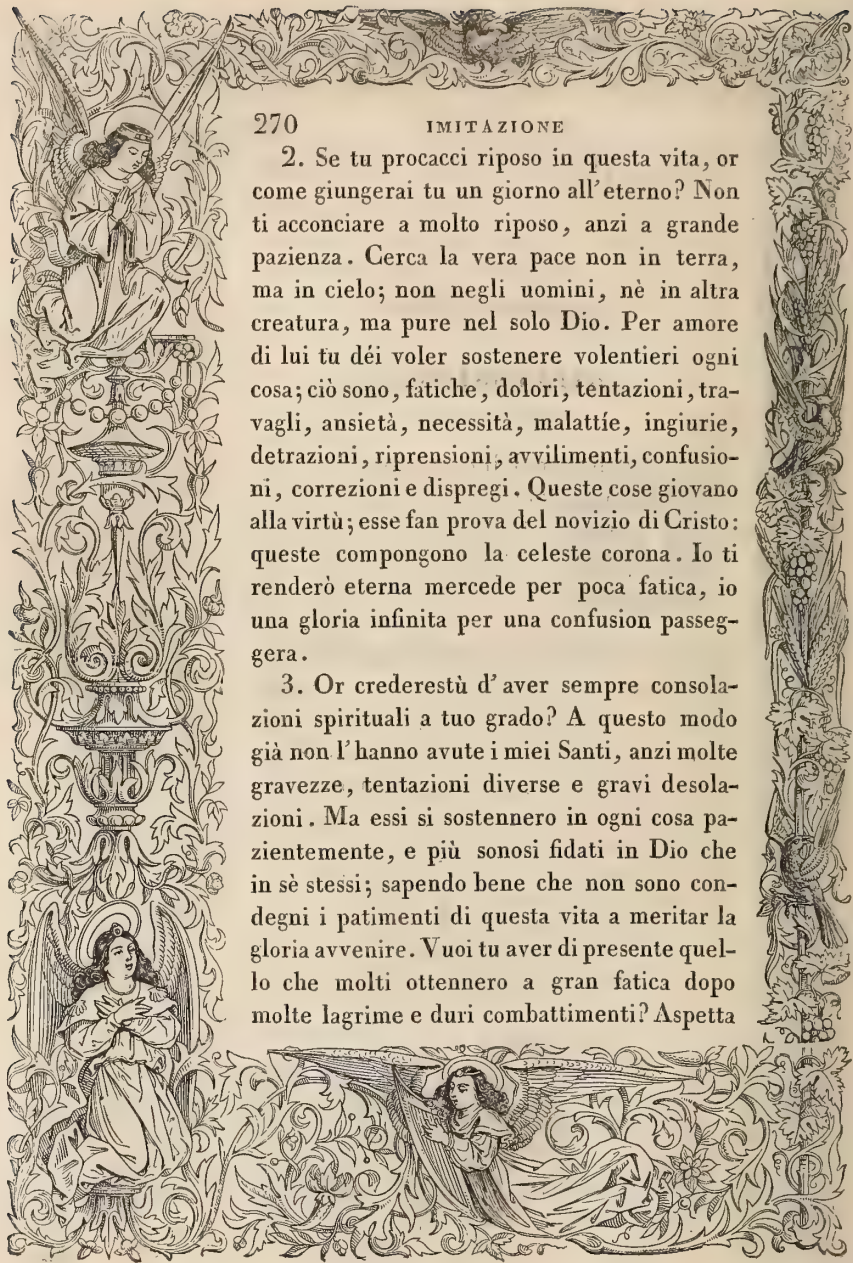 270 IMITAZIONE
2. Se tu procacci riposo in questa vita, or
come giungerai tu un giorno all'eterno? Non
ti acconciare a molto riposo, anzi a grande
pazienza. Cerca la vera pace non in terra,
ma in cielo; non negli uomini, nè in altra
creatura, ma pure nel solo Dio. Per amore
di lui tu déi voler sostenere volentieri ogni
cosa; ciò sono, fatiche, dolori, tentazioni, tra-
vagli, ansietà, necessità, malattíe, ingiurie,
detrazioni, riprensioni, avvilimenti, confusio-
ni, correzioni e dispregi. Queste cose giovano
alla virtù; esse fan prova del novizio di Cristo:
queste compongono la celeste corona. Io ti
renderò eterna mercede per poca fatica, io
una gloria infinita per una confusion passeg-
gera.
3. Or crederestù d'aver sempre consola-
zioni spirituali a tuo grado? A questo modo
già non l'hanno avute i miei Santi, anzi molte
gravezze, tentazioni diverse e gravi desola-
zioni. Ma essi si sostennero in ogni cosa pa-
zientemente, e più sonosi fidati in Dio che
in sè stessi; sapendo bene che non sono con-
degni i patimenti di questa vita a meritar la
gloria avvenire. Vuoi tu aver di presente quel-
lo che molti ottennero a gran fatica dopo
molte lagrime e duri combattimenti? Aspetta